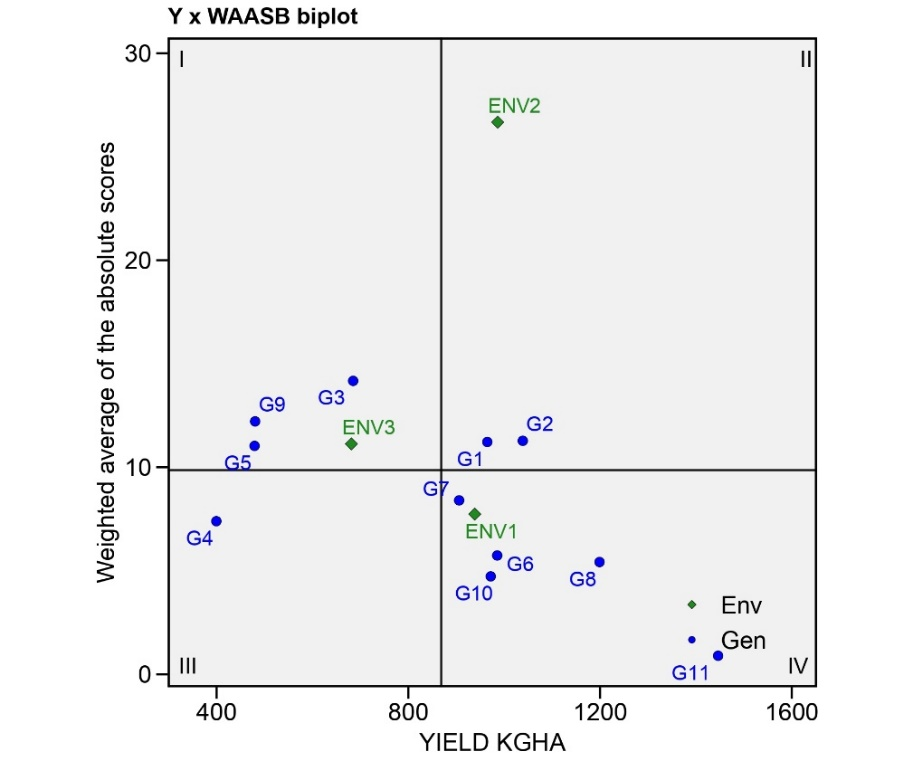 Y x WAASB biplot
Weighted average of the absolute scores
30
20
10
0
I
II
ENV2
G3
G9
ENV3
G5
G2
G1
G7
G4
ENV1
G6
G10
G8
Env
Gen
G11
III
IV
400
800
1200
1600
YIELD KGHA